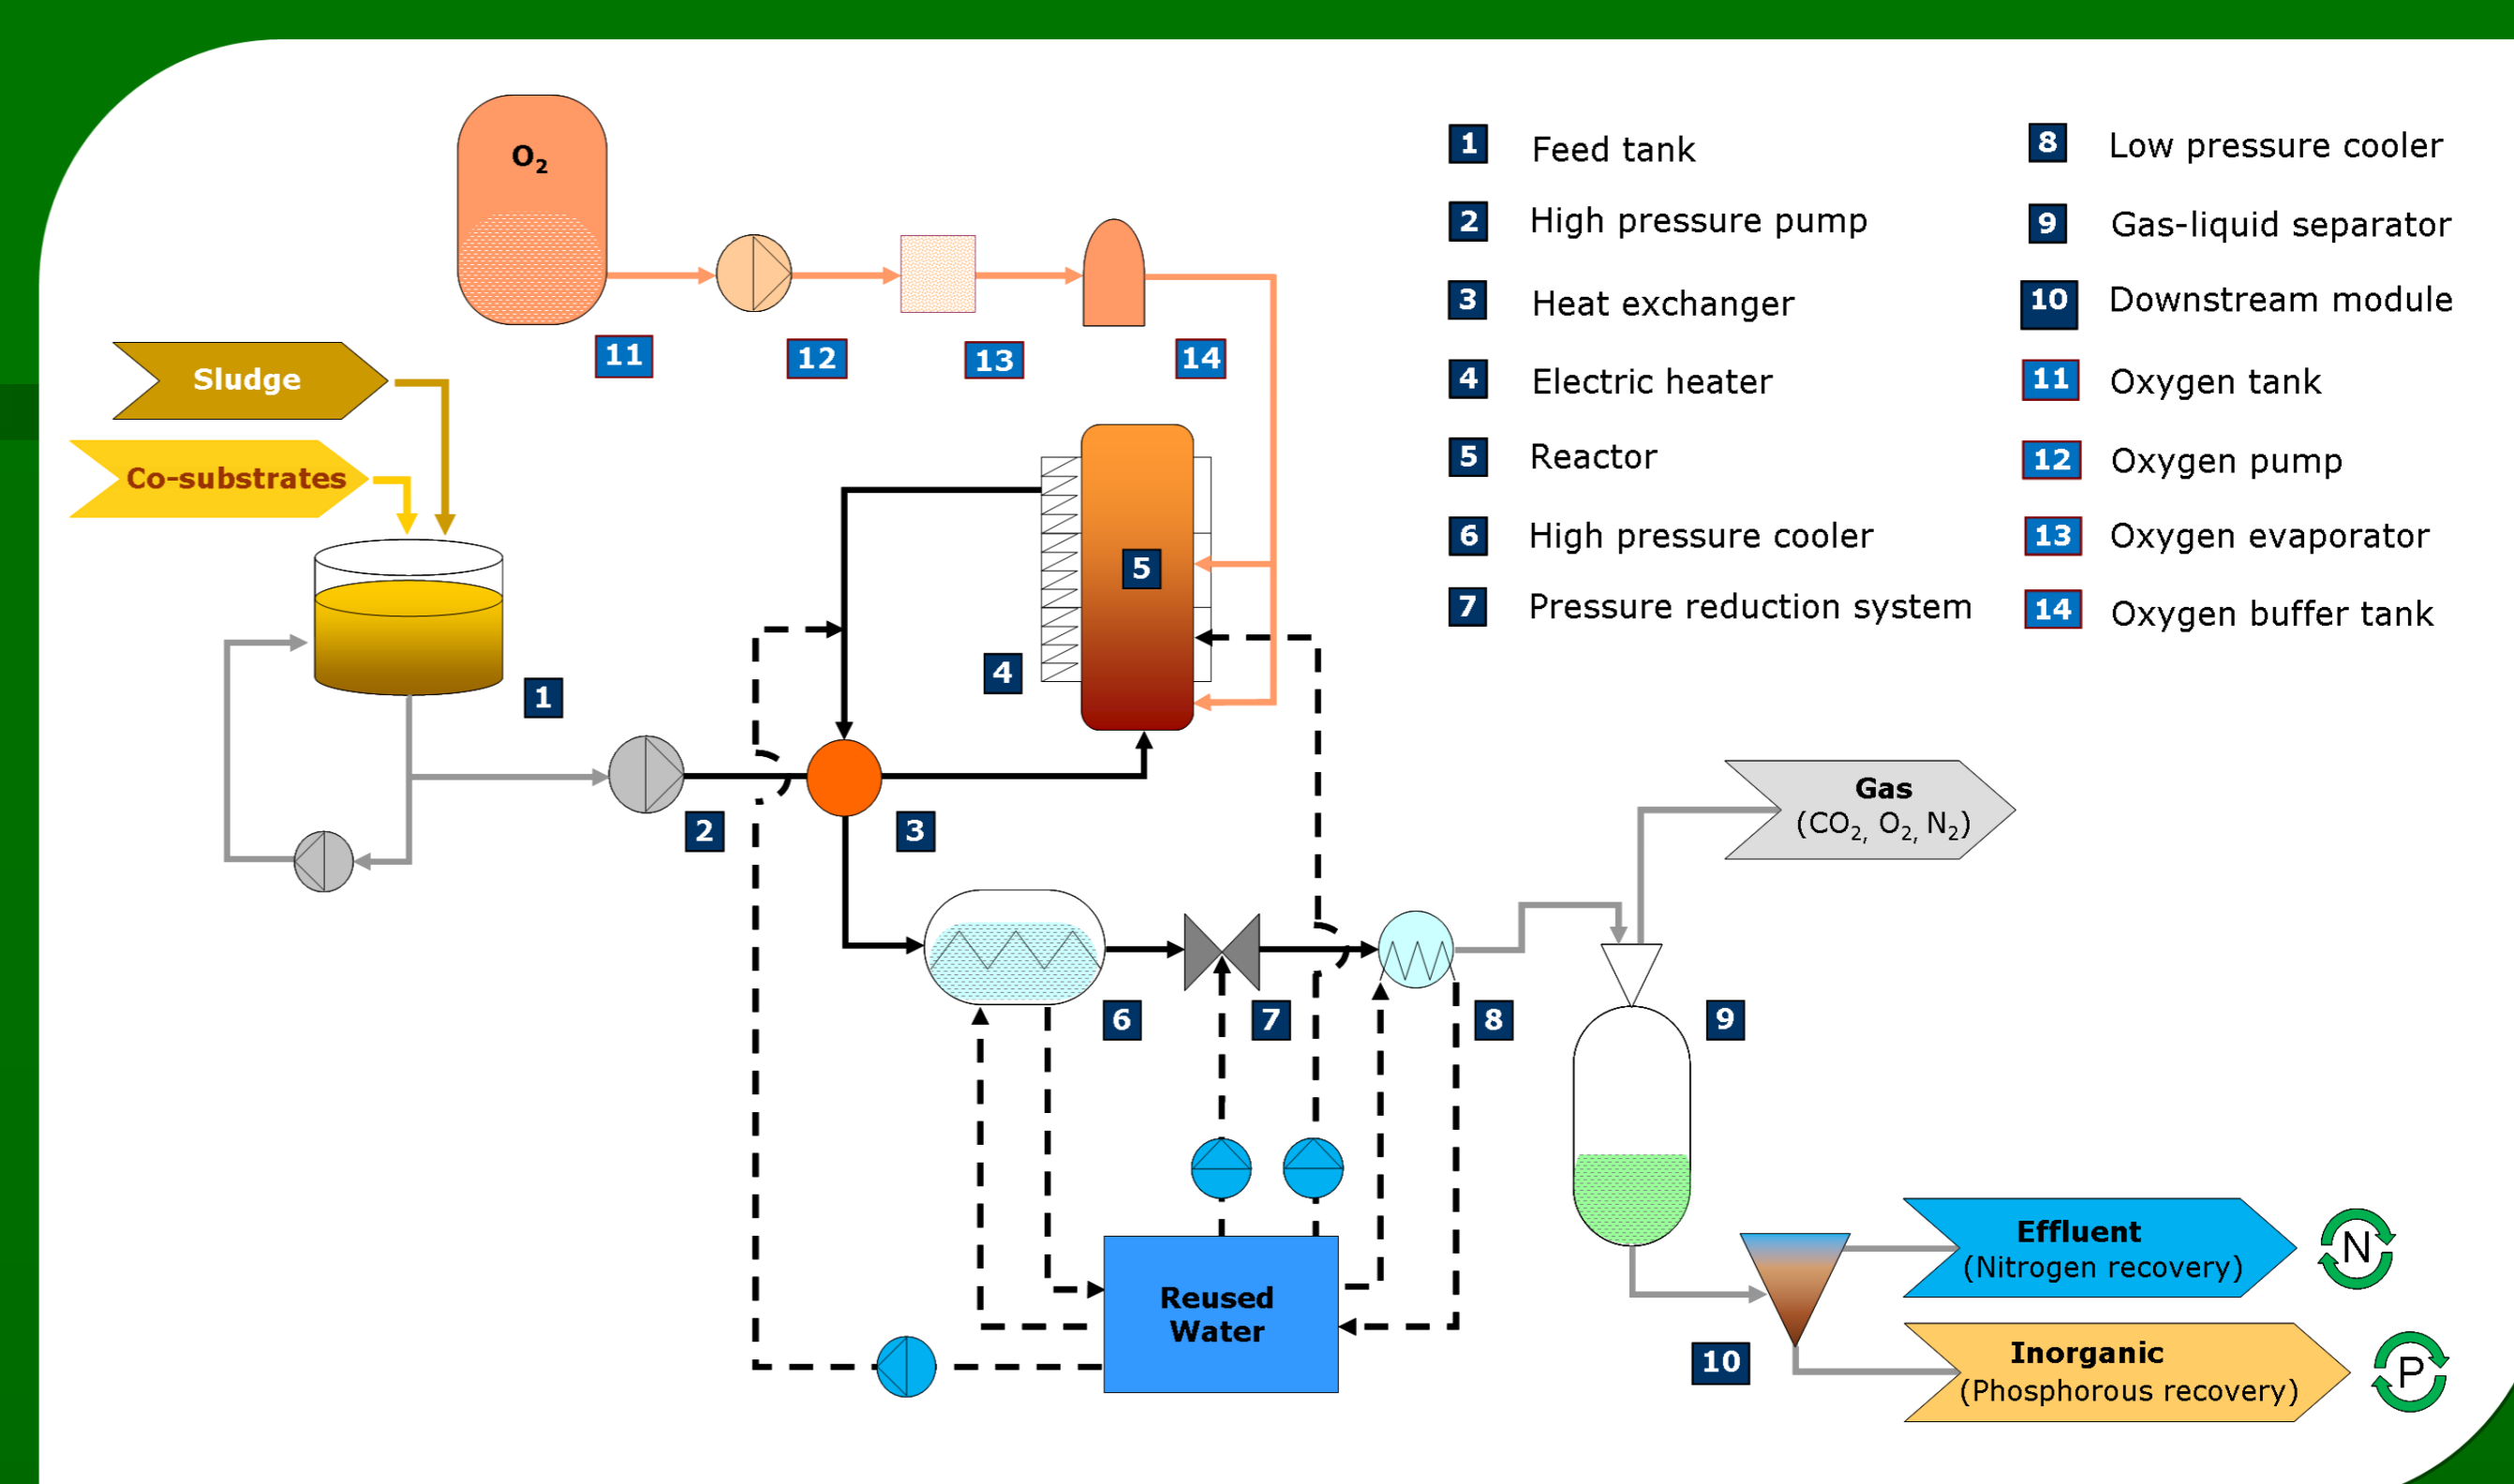 O2
11
12
13
14
Sludge
Co-substrates
1
2
3
4
5
6
7
8
9
10
Reused
Water
Gas
(CO2, O2, N2)
Effluent
(Nitrogen recovery)
N
Inorganic
(Phosphorous recovery)
P
1 Feed tank
2 High pressure pump
3 Heat exchanger
4 Electric heater
5 Reactor
6 High pressure cooler
7 Pressure reduction system
8 Low pressure cooler
9 Gas-liquid separator
10 Downstream module
11 Oxygen tank
12 Oxygen pump
13 Oxygen evaporator
14 Oxygen buffer tank